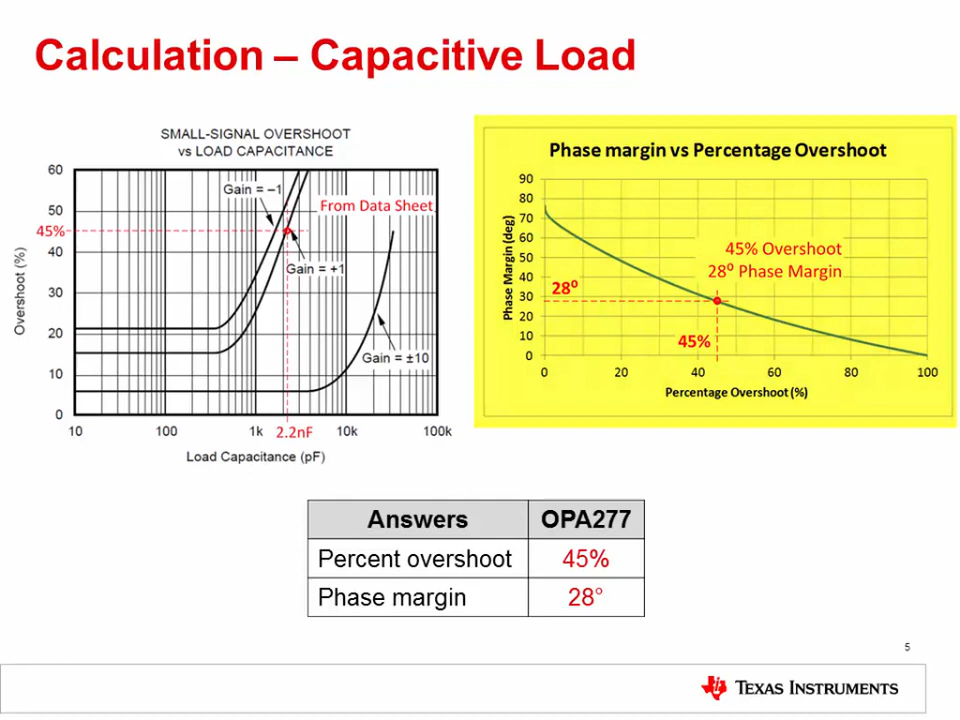 Calculation – Capacitive Load
SMALL-SIGNAL OVERSHOOT
vs LOAD CAPACITANCE
60
50
45%
40
30
20
10
0
Overshoot (%)
Gain = –1
From Data Sheet
Gain = +1
Gain = ±10
10
100
1k
2.2nF
10k
100k
Load Capacitance (pF)
Phase margin vs Percentage Overshoot
90
80
70
60
50
40
30
20
10
0
Phase Margin (deg)
45% Overshoot
28⁰ Phase Margin
28⁰
45%
0
20
40
60
80
100
Percentage Overshoot (%)
Answers OPA277
Percent overshoot 45%
Phase margin 28°
5
TEXAS INSTRUMENTS